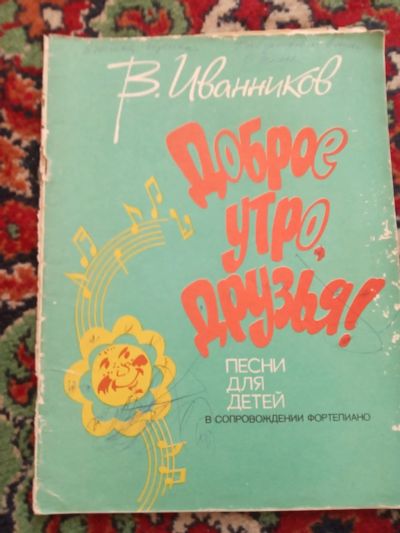 В. Иванников
Доброе
утро,
друзья!
ПЕСНИ
ДЛЯ
ДЕТЕЙ
В СОПРОВОЖДЕНИИ ФОРТЕПИАНО